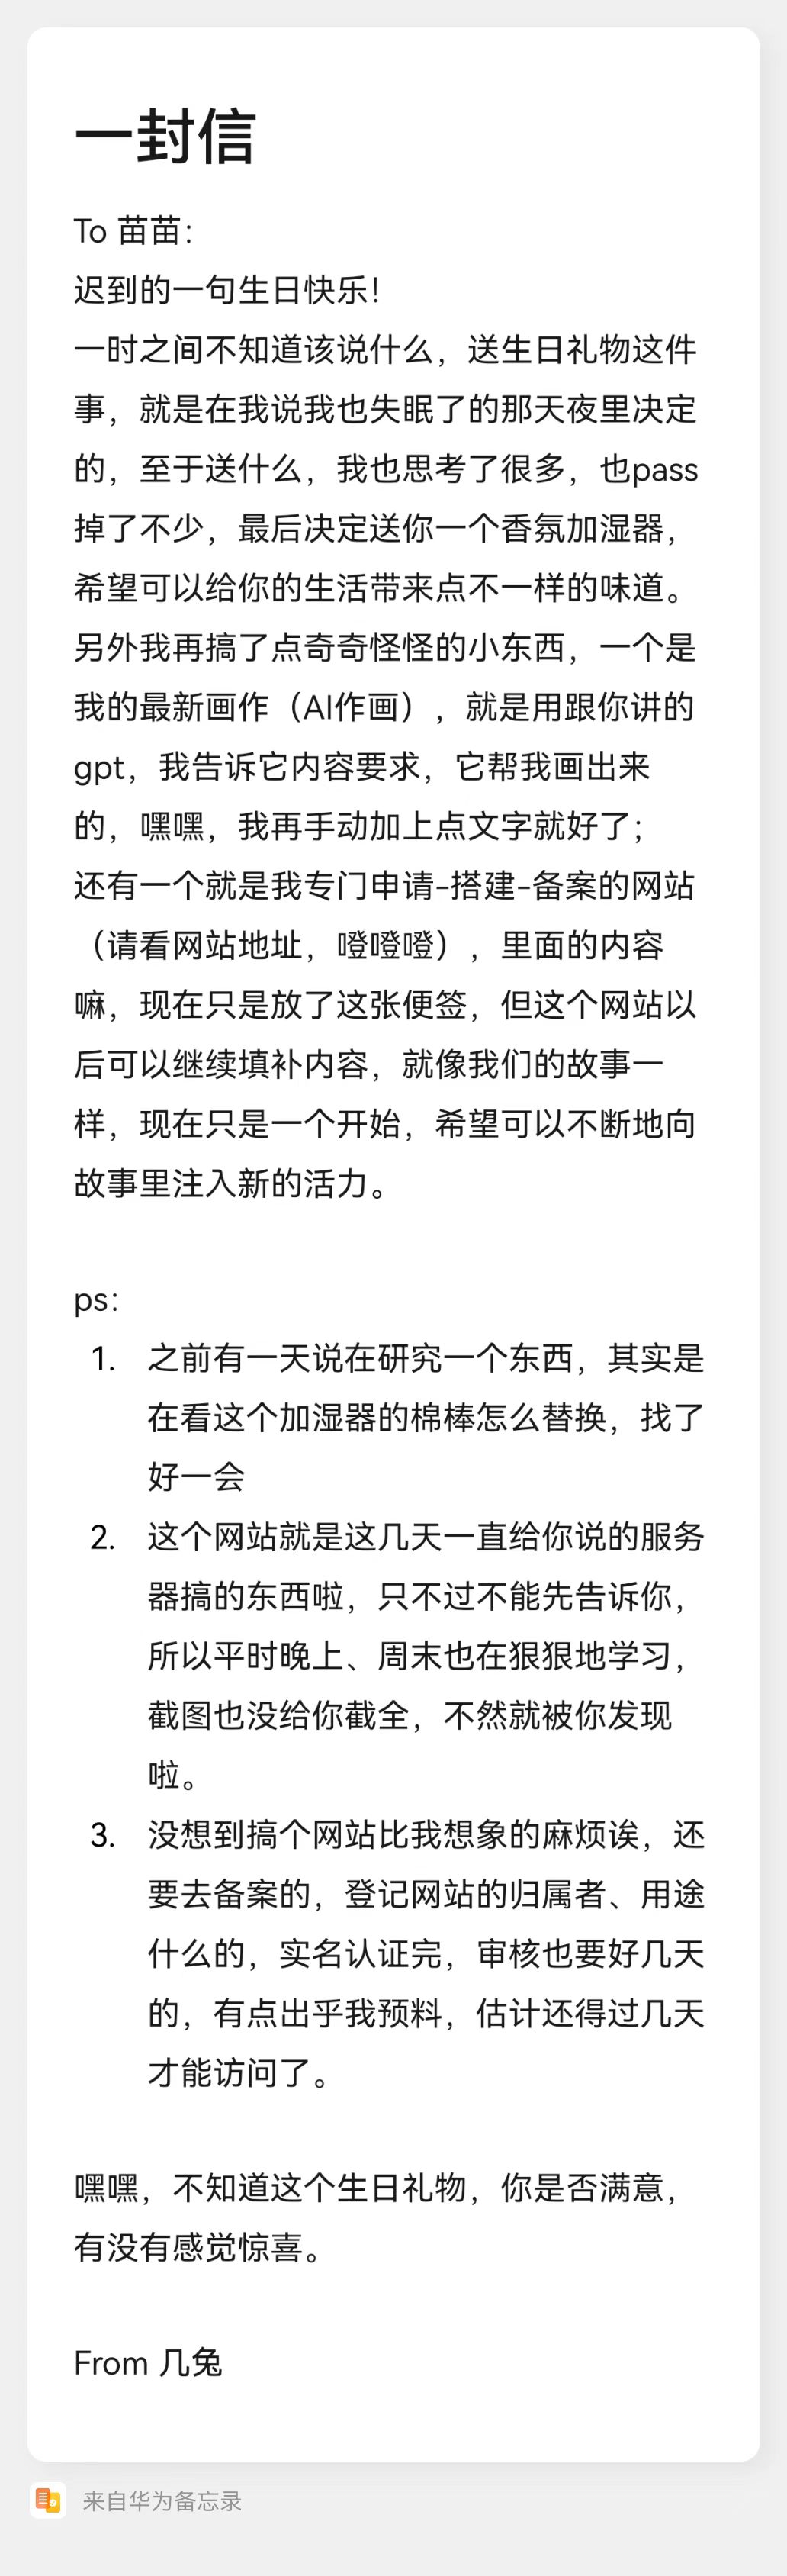 一封信
To 苗苗：
迟到的一句生日快乐！
一时之间不知道该说什么，送生日礼物这件
事，就是在我说我也失眠了的那天夜里决定
的，至于送什么，我也思考了很多，也pass
掉了不少，最后决定送你一个香氛加湿器，
希望可以给你的生活带来点不一样的味道。
另外我再搞了点奇奇怪怪的小东西，一个是
我的最新画作（AI作画），就是用跟你讲的
gpt，我告诉它内容要求，它帮我画出来
的，嘿嘿，我再手动加上点文字就好了；
还有一个就是我专门申请-搭建-备案的网站
（请看网站地址，噔噔噔），里面的内容
嘛，现在只是放了这张便签，但这个网站以
后可以继续填补内容，就像我们的故事一
样，现在只是一个开始，希望可以不断地向
故事里注入新的活力。
ps：
1. 之前有一天说在研究一个东西，其实是
在看这个加湿器的棉棒怎么替换，找了
好一会
2. 这个网站就是这几天一直给你说的服务
器搞的东西啦，只不过不能先告诉你，
所以平时晚上、周末也在狠狠地学习，
截图也没给你截全，不然就被你发现
啦。
3. 没想到搞个网站比我想象的麻烦诶，还
要去备案的，登记网站的归属者、用途
什么的，实名认证完，审核也要好几天
的，有点出乎我预料，估计还得过几天
才能访问了。
嘿嘿，不知道这个生日礼物，你是否满意，
有没有感觉惊喜。
From 几兔
来自华为备忘录